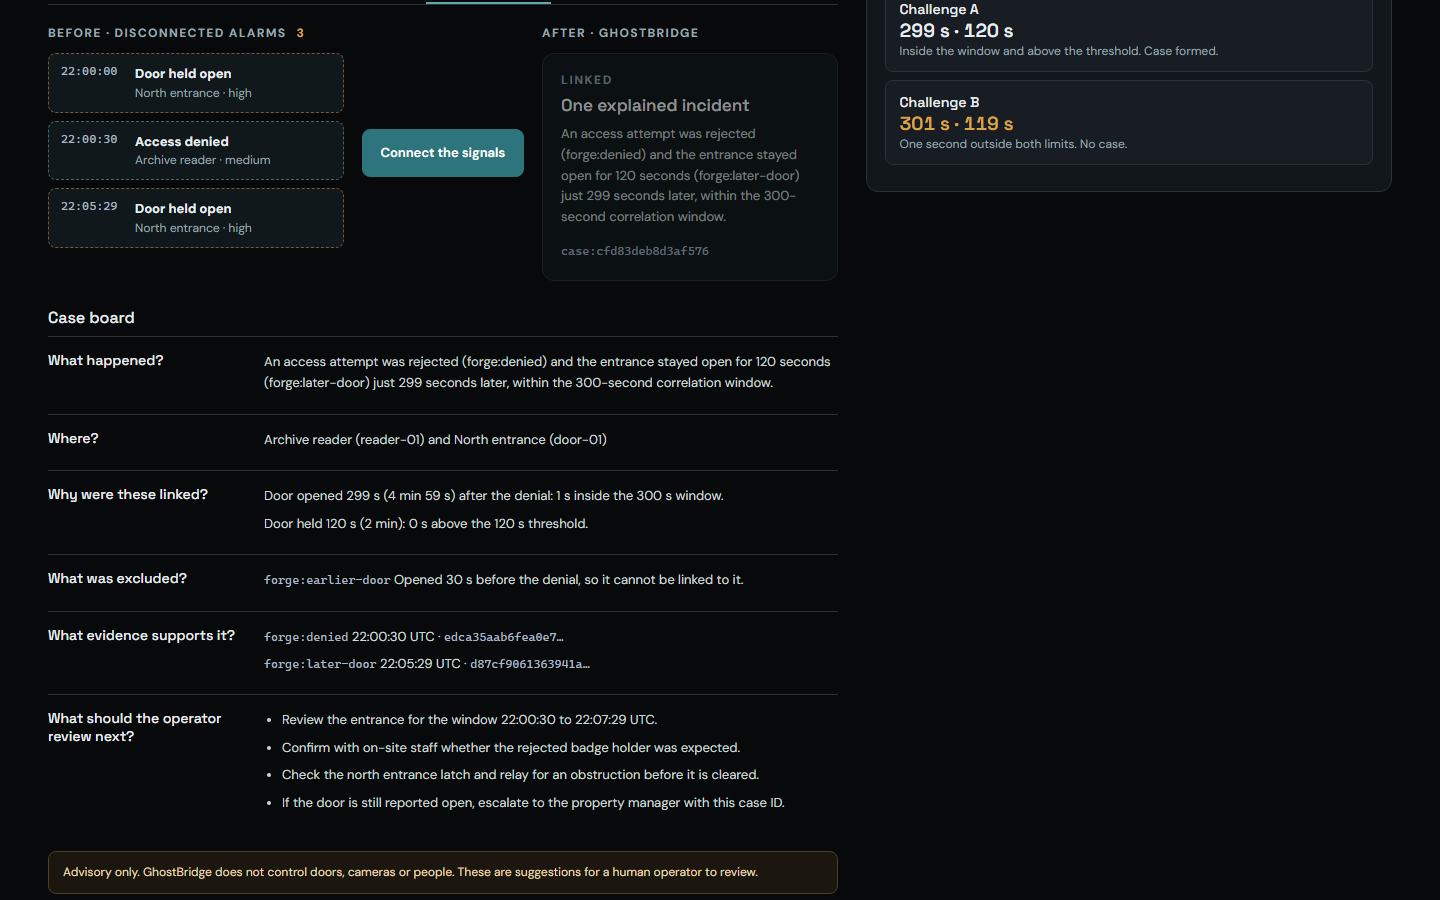 BEFORE · DISCONNECTED ALARMS 3
22:00:00 Door held open
North entrance · high
22:00:30 Access denied
Archive reader · medium
22:05:29 Door held open
North entrance · high
Connect the signals
AFTER · GHOSTBRIDGE
LINKED
One explained incident
An access attempt was rejected
(forge:denied) and the entrance stayed
open for 120 seconds (forge:later-door)
just 299 seconds later, within the 300-
second correlation window.
case:cfd83deb8d3af576
Challenge A
299 s · 120 s
Inside the window and above the threshold. Case formed.
Challenge B
301 s · 119 s
One second outside both limits. No case.
Case board
What happened?
An access attempt was rejected (forge:denied) and the entrance stayed open for 120 seconds
(forge:later-door) just 299 seconds later, within the 300-second correlation window.
Where?
Archive reader (reader-01) and North entrance (door-01)
Why were these linked?
Door opened 299 s (4 min 59 s) after the denial: 1 s inside the 300 s window.
Door held 120 s (2 min): 0 s above the 120 s threshold.
What was excluded?
forge:earlier-door Opened 30 s before the denial, so it cannot be linked to it.
What evidence supports it?
forge:denied 22:00:30 UTC · edca35aab6fea0e7…
forge:later-door 22:05:29 UTC · d87cf9061363941a…
What should the operator
review next?
• Review the entrance for the window 22:00:30 to 22:07:29 UTC.
• Confirm with on-site staff whether the rejected badge holder was expected.
• Check the north entrance latch and relay for an obstruction before it is cleared.
• If the door is still reported open, escalate to the property manager with this case ID.
Advisory only. GhostBridge does not control doors, cameras or people. These are suggestions for a human operator to review.